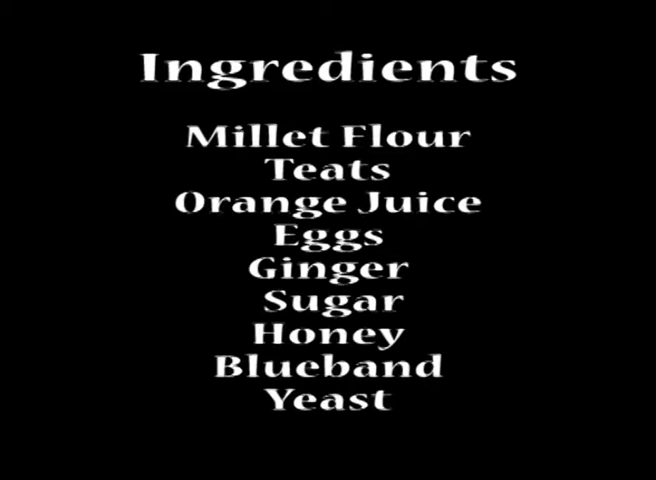 Ingredients
Millet Flour
Teats
Orange Juice
Eggs
Ginger
Sugar
Honey
Blueband
Yeast